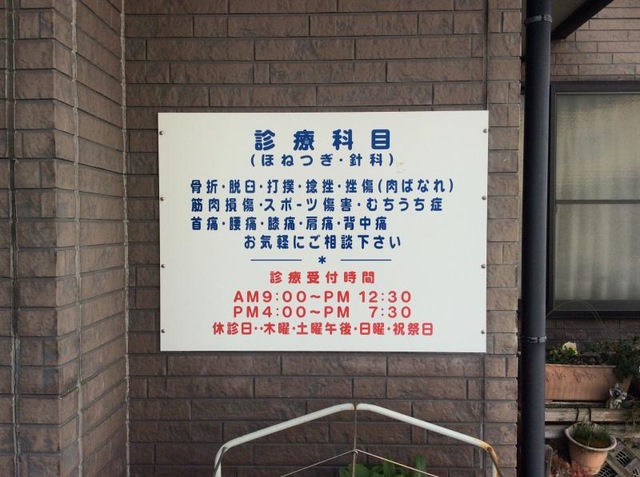 診療科目
(ほねつぎ・針科)
骨折・脱臼・打撲・捻挫・挫傷(肉ばなれ)
筋肉損傷・スポーツ傷害・むちうち症
首痛・腰痛・膝痛・肩痛・背中痛
お気軽にご相談下さい
*
診療受付時間
AM9:00〜PM 12:30
PM4:00〜PM 7:30
休診日・・木曜・土曜午後・日曜・祝祭日